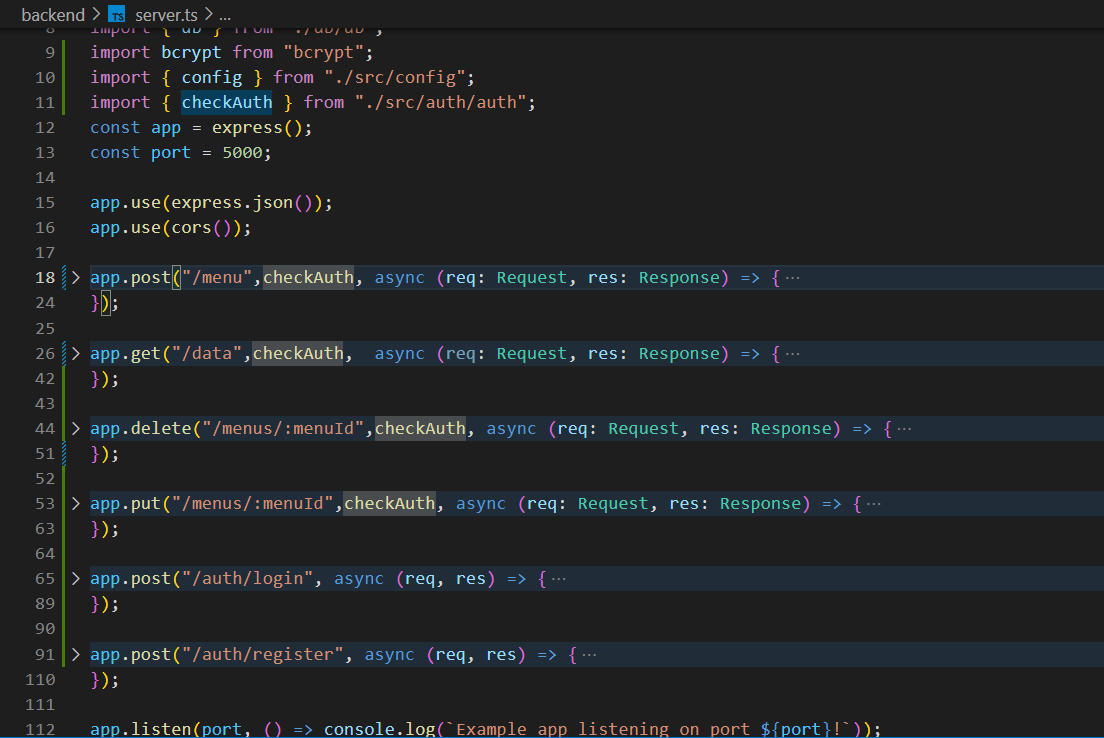 backend > TS server.ts > ...
8 import { db } from "./db/db";
9 import bcrypt from "bcrypt";
10 import { config } from "./src/config";
11 import { checkAuth } from "./src/auth/auth";
12 const app = express();
13 const port = 5000;
14
15 app.use(express.json());
16 app.use(cors());
17
18 > app.post("/menu",checkAuth, async (req: Request, res: Response) => { ···
24 });
25
26 > app.get("/data",checkAuth,  async (req: Request, res: Response) => { ···
42 });
43
44 > app.delete("/menus/:menuId",checkAuth, async (req: Request, res: Response) => { ···
51 });
52
53 > app.put("/menus/:menuId",checkAuth, async (req: Request, res: Response) => { ···
63 });
64
65 > app.post("/auth/login", async (req, res) => { ···
89 });
90
91 > app.post("/auth/register", async (req, res) => { ···
110 });
111
112 app.listen(port, () => console.log(`Example app listening on port ${port}!`));